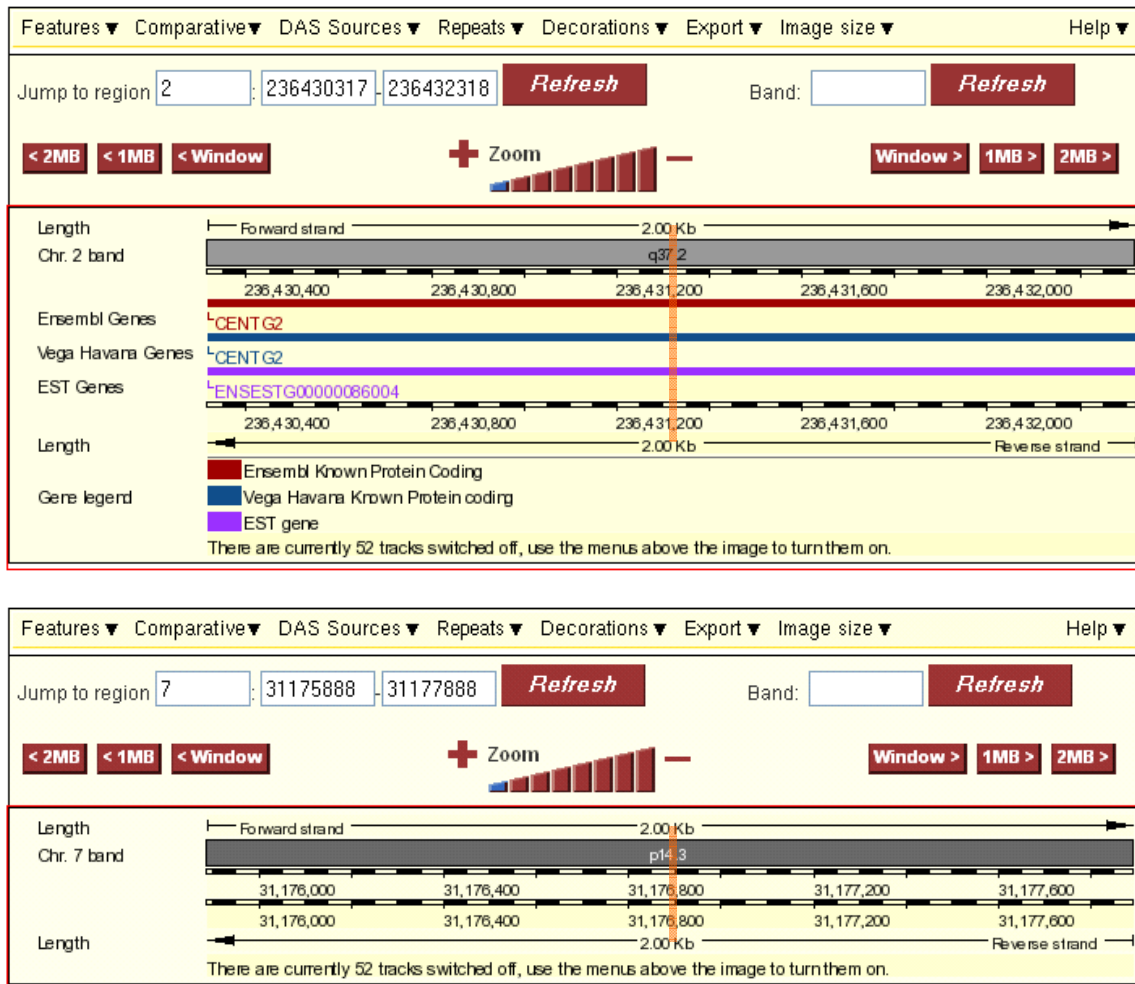 Features ▼ Comparative▼ DAS Sources ▼ Repeats ▼ Decorations ▼ Export ▼ Image size ▼ Help ▼
Jump to region 2 : 236430317 - 236432318 Refresh Band: Refresh
< 2MB < 1MB < Window + Zoom − Window > 1MB > 2MB >
Length Forward strand 2.00 Kb
Chr. 2 band q37.2
236,430,400 236,430,800 236,431,200 236,431,600 236,432,000
Ensembl Genes CENTG2
Vega Havana Genes CENTG2
EST Genes ENSESTG00000086004
236,430,400 236,430,800 236,431,200 236,431,600 236,432,000
Length 2.00 Kb Reverse strand
Ensembl Known Protein Coding
Gene legend Vega Havana Known Protein coding
EST gene
There are currently 52 tracks switched off, use the menus above the image to turn them on.
Features ▼ Comparative▼ DAS Sources ▼ Repeats ▼ Decorations ▼ Export ▼ Image size ▼ Help ▼
Jump to region 7 : 31175888 - 31177888 Refresh Band: Refresh
< 2MB < 1MB < Window + Zoom − Window > 1MB > 2MB >
Length Forward strand 2.00 Kb
Chr. 7 band p14.3
31,176,000 31,176,400 31,176,800 31,177,200 31,177,600
31,176,000 31,176,400 31,176,800 31,177,200 31,177,600
Length 2.00 Kb Reverse strand
There are currently 52 tracks switched off, use the menus above the image to turn them on.